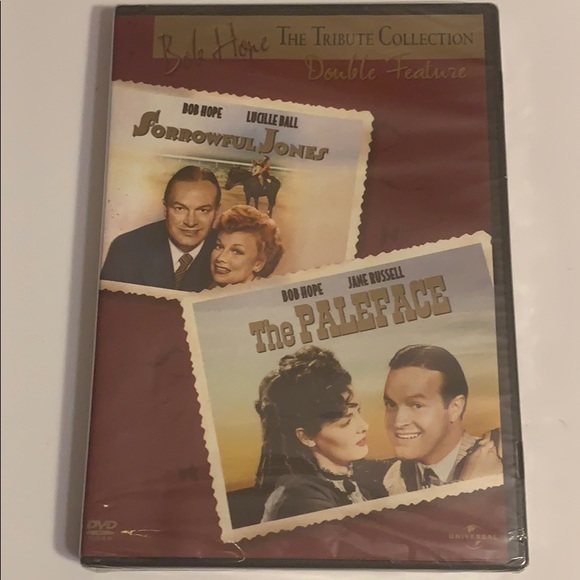 Bob Hope THE TRIBUTE COLLECTION
Double Feature
BOB HOPE LUCILLE BALL
SORROWFUL JONES
BOB HOPE JANE RUSSELL
The PALEFACE
DVD
VIDEO
UNIVERSAL